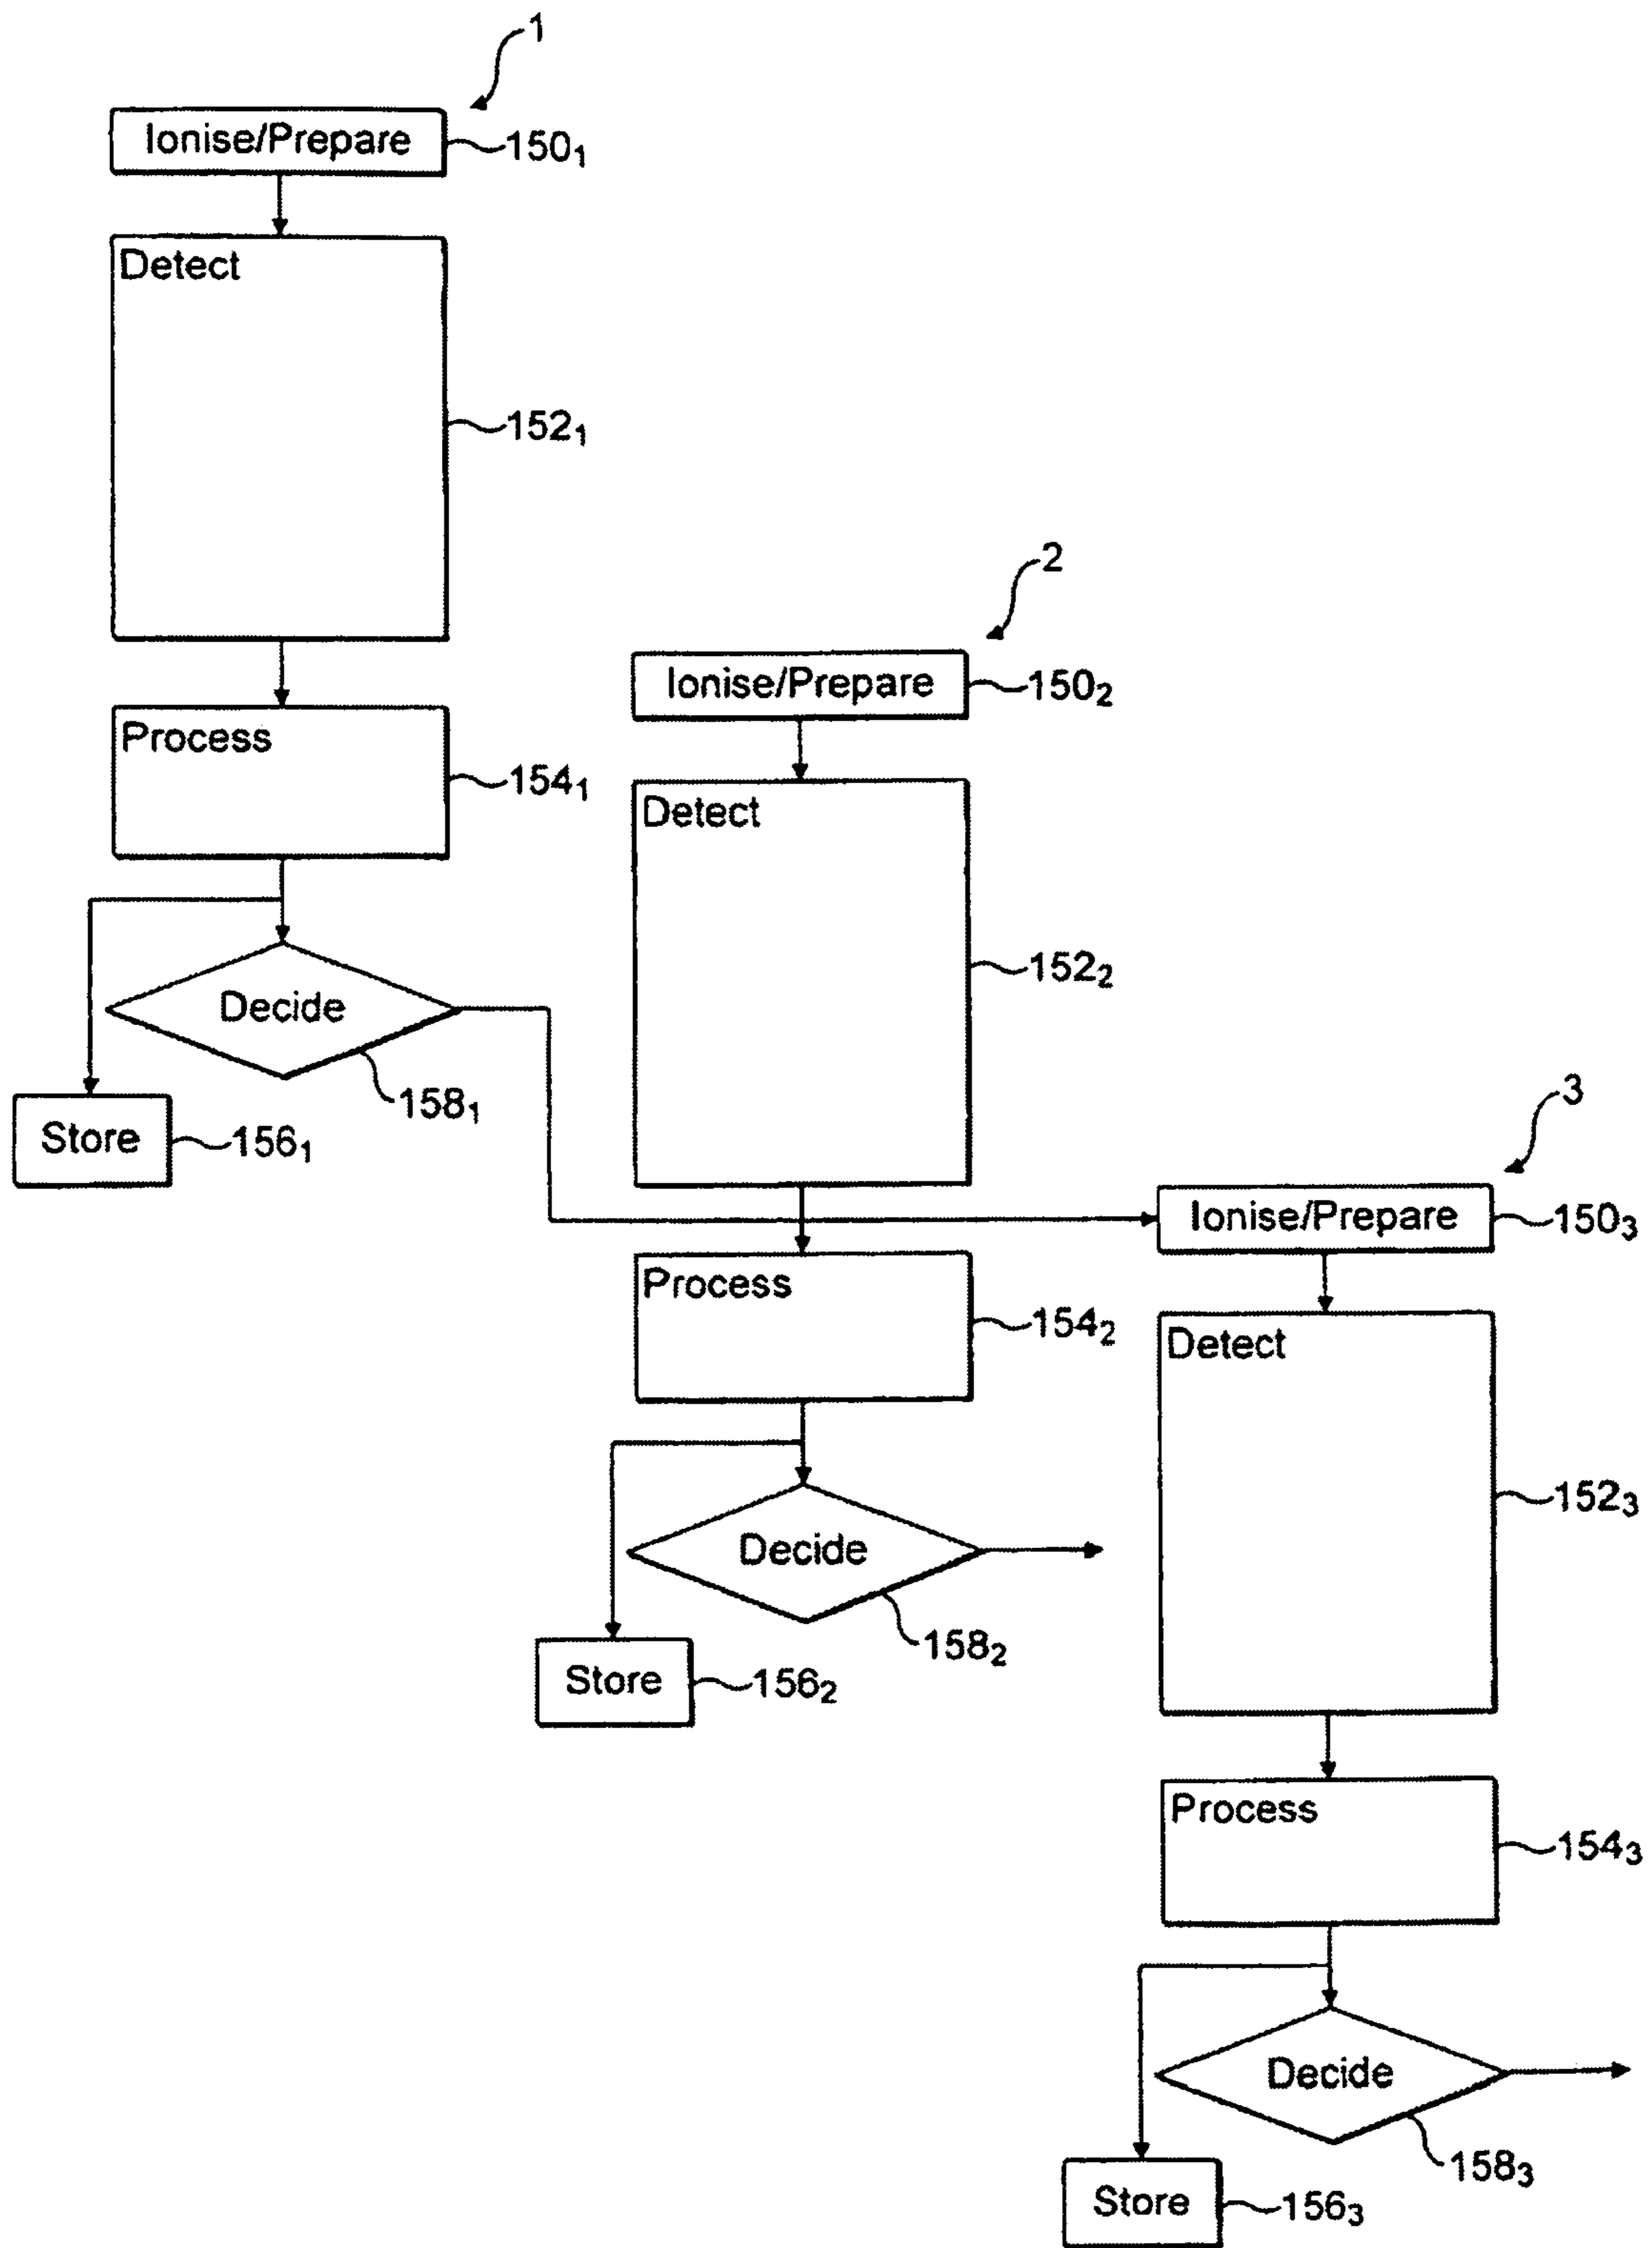 1
Ionise/Prepare
150₁
Detect
152₁
Process
154₁
Decide
158₁
Store
156₁
2
Ionise/Prepare
150₂
Detect
152₂
Process
154₂
Decide
158₂
Store
156₂
3
Ionise/Prepare
150₃
Detect
152₃
Process
154₃
Decide
158₃
Store
156₃